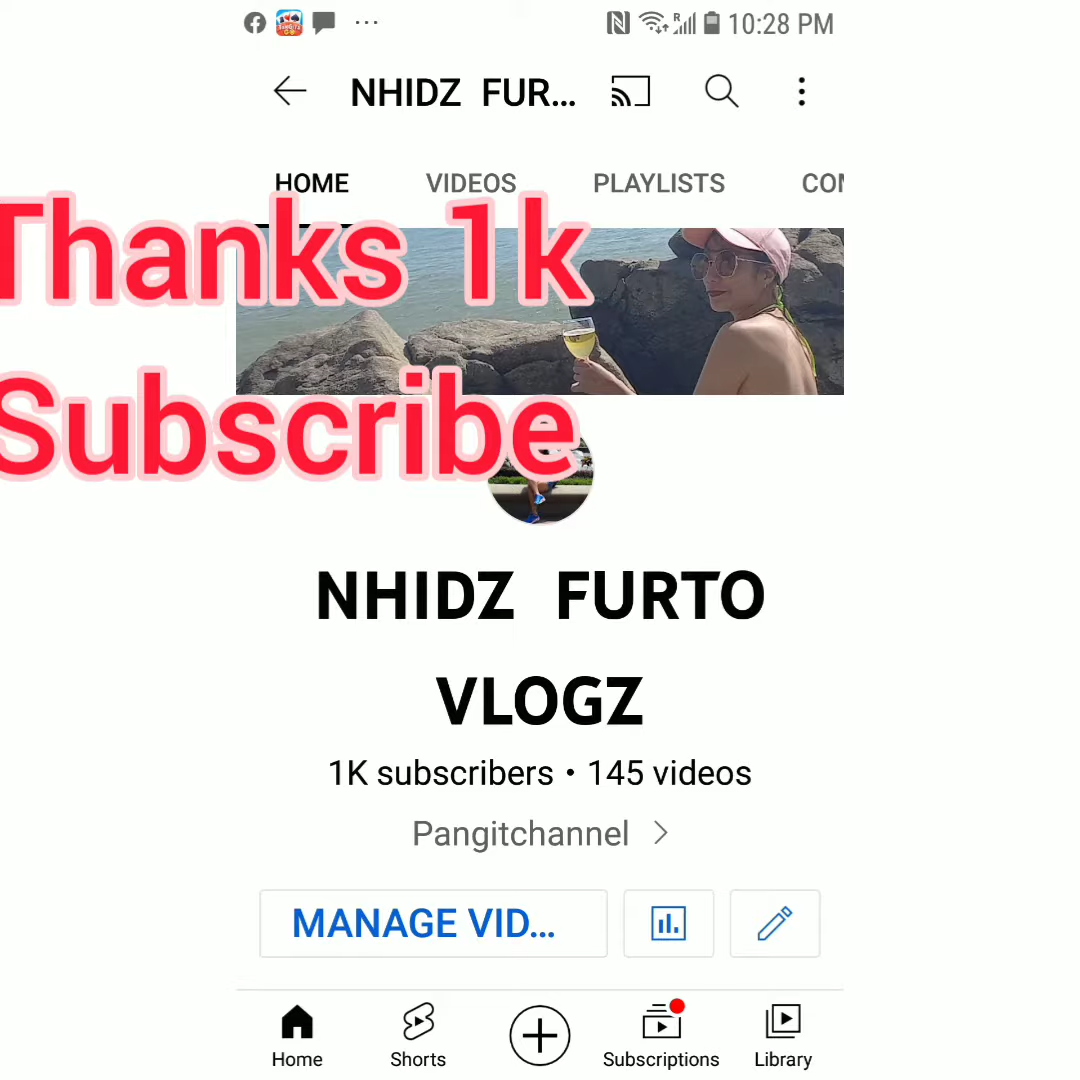 10:28 PM
NHIDZ FUR...
HOME VIDEOS PLAYLISTS CON
Thanks 1k
Subscribe
NHIDZ FURTO
VLOGZ
1K subscribers • 145 videos
Pangitchannel >
MANAGE VID...
Home Shorts Subscriptions Library